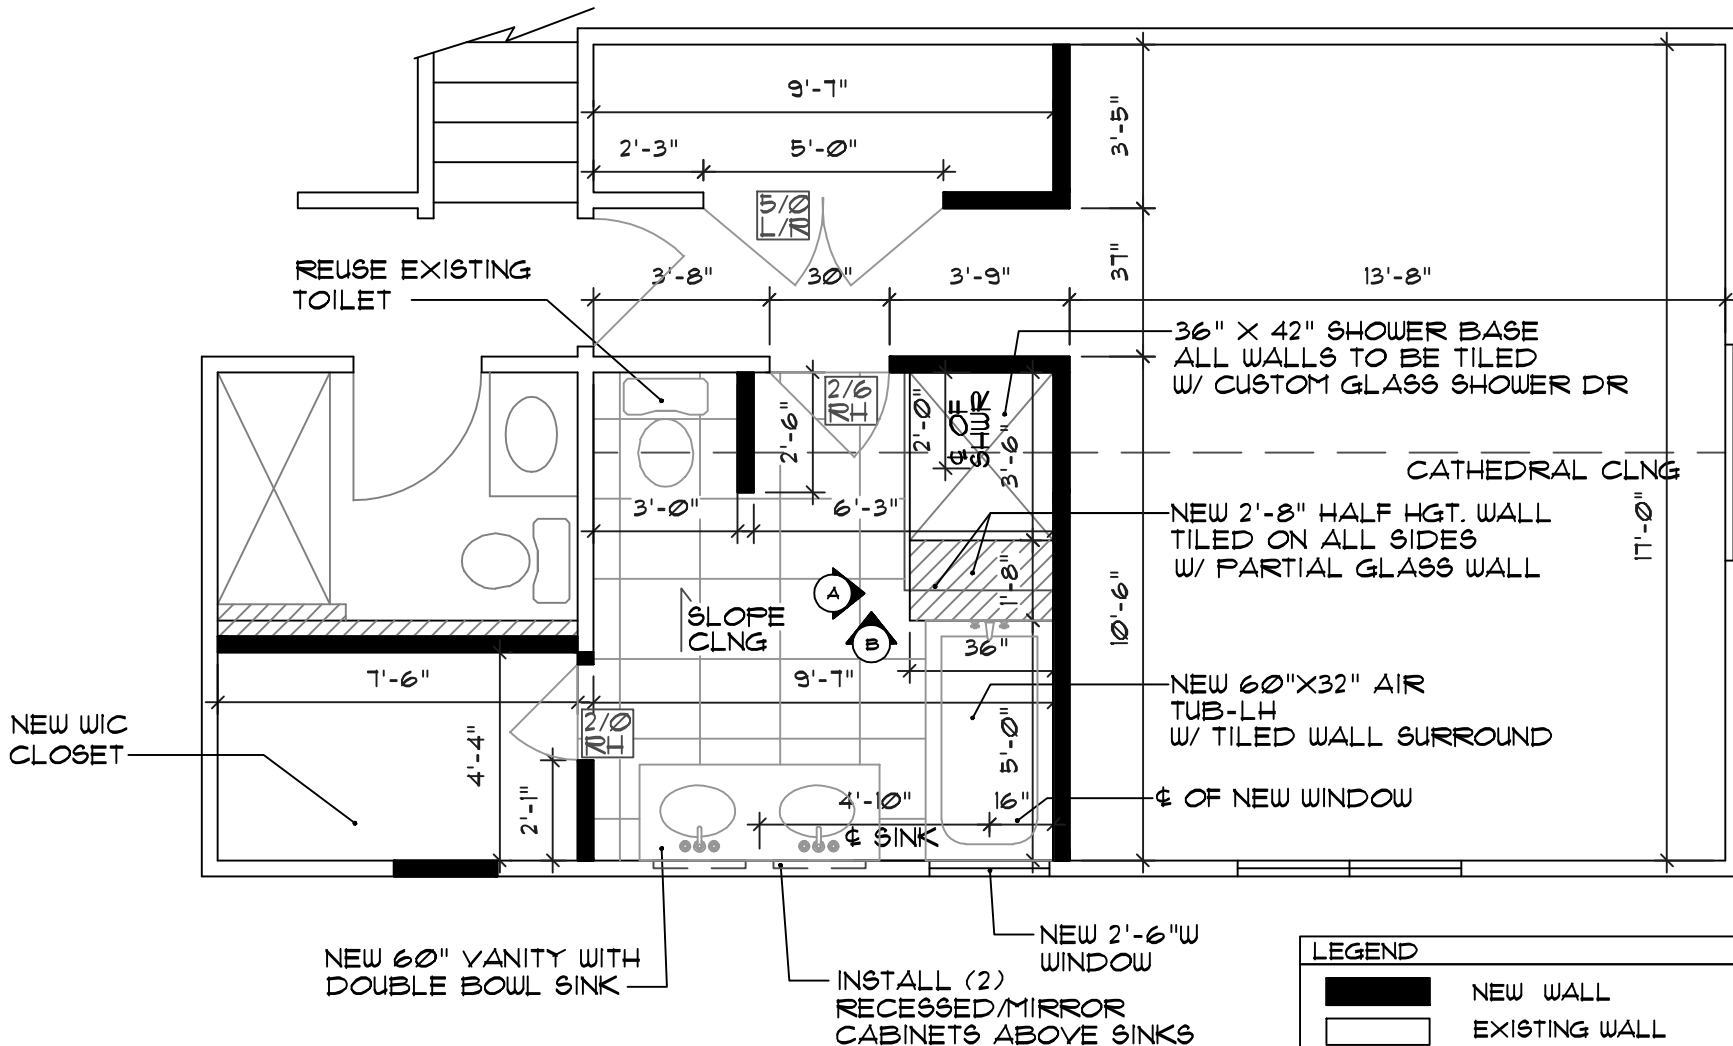 9'-7"
2'-3"
5'-0"
3'-5"
5/0
L/R
REUSE EXISTING
TOILET
3'-8"
30"
3'-9"
37"
13'-8"
36" X 42" SHOWER BASE
ALL WALLS TO BE TILED
W/ CUSTOM GLASS SHOWER DR
2/6
RH
2'-6"
2'-0"
℄ OF
SHWR
3'-6"
CATHEDRAL CLNG
3'-0"
6'-3"
NEW 2'-8" HALF HGT. WALL
TILED ON ALL SIDES
W/ PARTIAL GLASS WALL
17'-0"
A
B
1'-8"
10'-6"
SLOPE
CLNG
36"
7'-6"
9'-7"
NEW 60"X32" AIR
TUB-LH
W/ TILED WALL SURROUND
NEW WIC
CLOSET
2/0
RH
4'-4"
5'-0"
2'-1"
4'-10"
16"
℄ OF NEW WINDOW
℄ SINK
NEW 60" VANITY WITH
DOUBLE BOWL SINK
NEW 2'-6"W
WINDOW
INSTALL (2)
RECESSED/MIRROR
CABINETS ABOVE SINKS
LEGEND
NEW WALL
EXISTING WALL